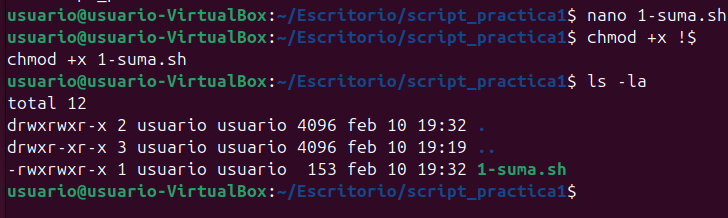 usuario@usuario-VirtualBox:~/Escritorio/script_practica1$ nano 1-suma.sh
usuario@usuario-VirtualBox:~/Escritorio/script_practica1$ chmod +x !$
chmod +x 1-suma.sh
usuario@usuario-VirtualBox:~/Escritorio/script_practica1$ ls -la
total 12
drwxrwxr-x 2 usuario usuario 4096 feb 10 19:32 .
drwxr-xr-x 3 usuario usuario 4096 feb 10 19:19 ..
-rwxrwxr-x 1 usuario usuario  153 feb 10 19:32 1-suma.sh
usuario@usuario-VirtualBox:~/Escritorio/script_practica1$